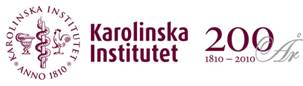 KAROLINSKA INSTITUTET
ANNO 1810
Karolinska
Institutet
200 År
1810 – 2010